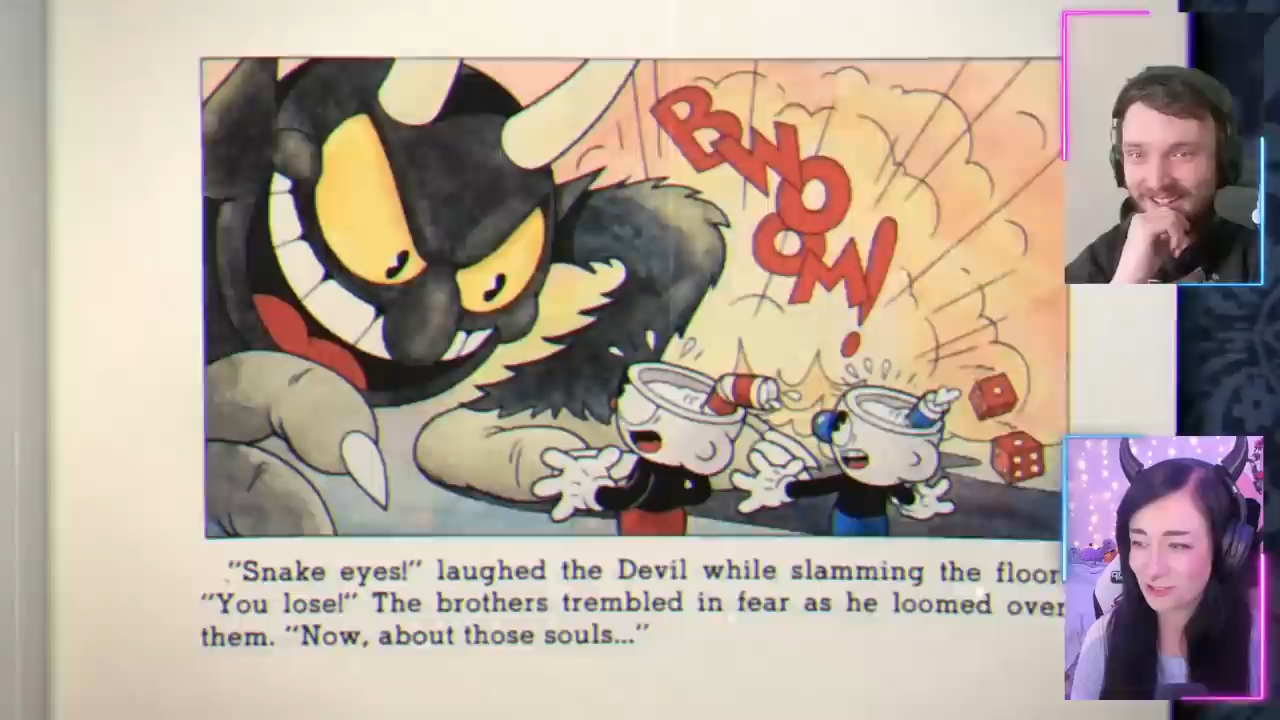 BWOOM!
"Snake eyes!" laughed the Devil while slamming the floor
"You lose!" The brothers trembled in fear as he loomed over
them. "Now, about those souls..."